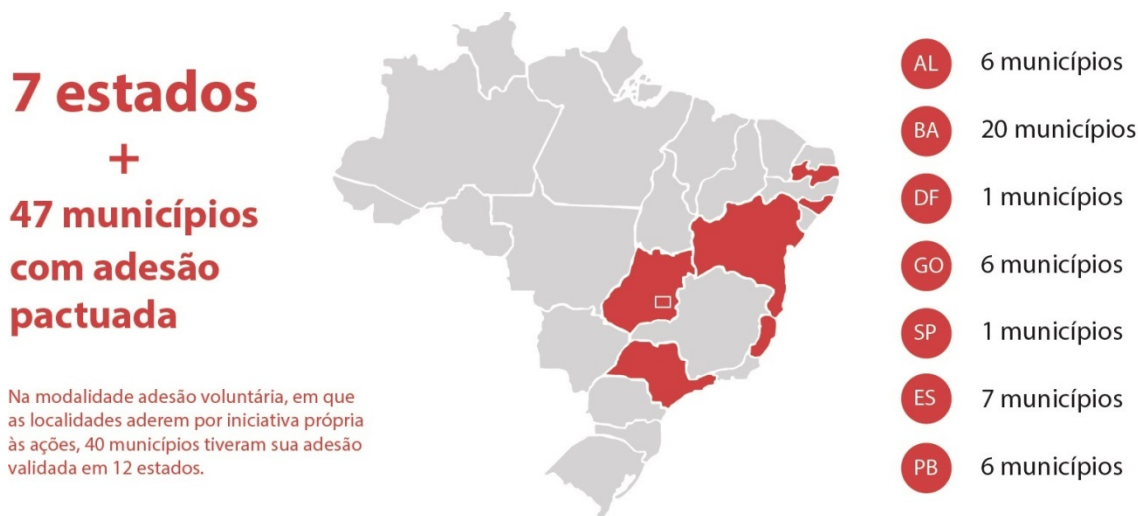 7 estados
+
47 municípios
com adesão
pactuada
Na modalidade adesão voluntária, em que
as localidades aderem por iniciativa própria
às ações, 40 municípios tiveram sua adesão
validada em 12 estados.
AL 6 municípios
BA 20 municípios
DF 1 municípios
GO 6 municípios
SP 1 municípios
ES 7 municípios
PB 6 municípios